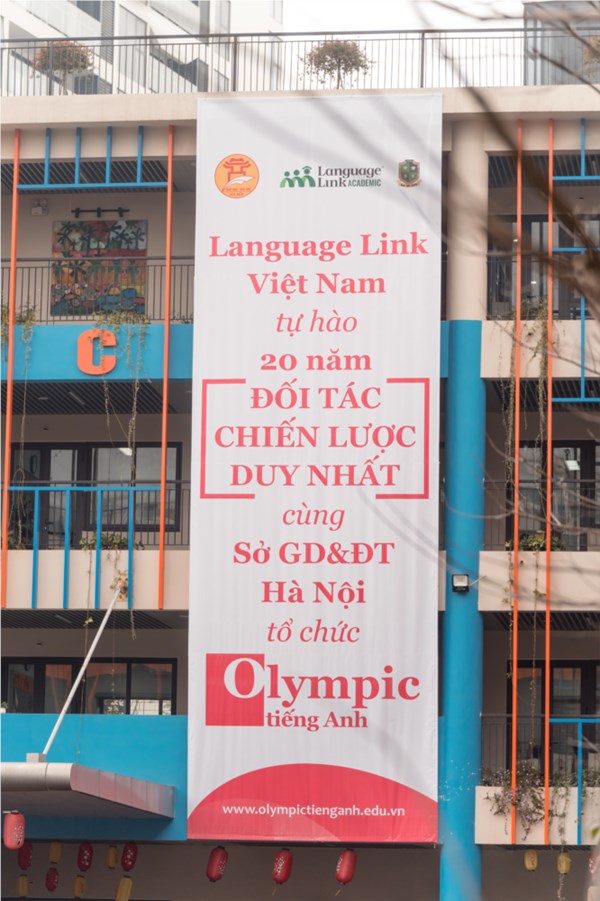 Language
Link ACADEMIC
Language Link
Việt Nam
tự hào
20 năm
ĐỐI TÁC
CHIẾN LƯỢC
DUY NHẤT
cùng
Sở GD&ĐT
Hà Nội
tổ chức
Olympic
tiếng Anh
www.olympictienganh.edu.vn
C